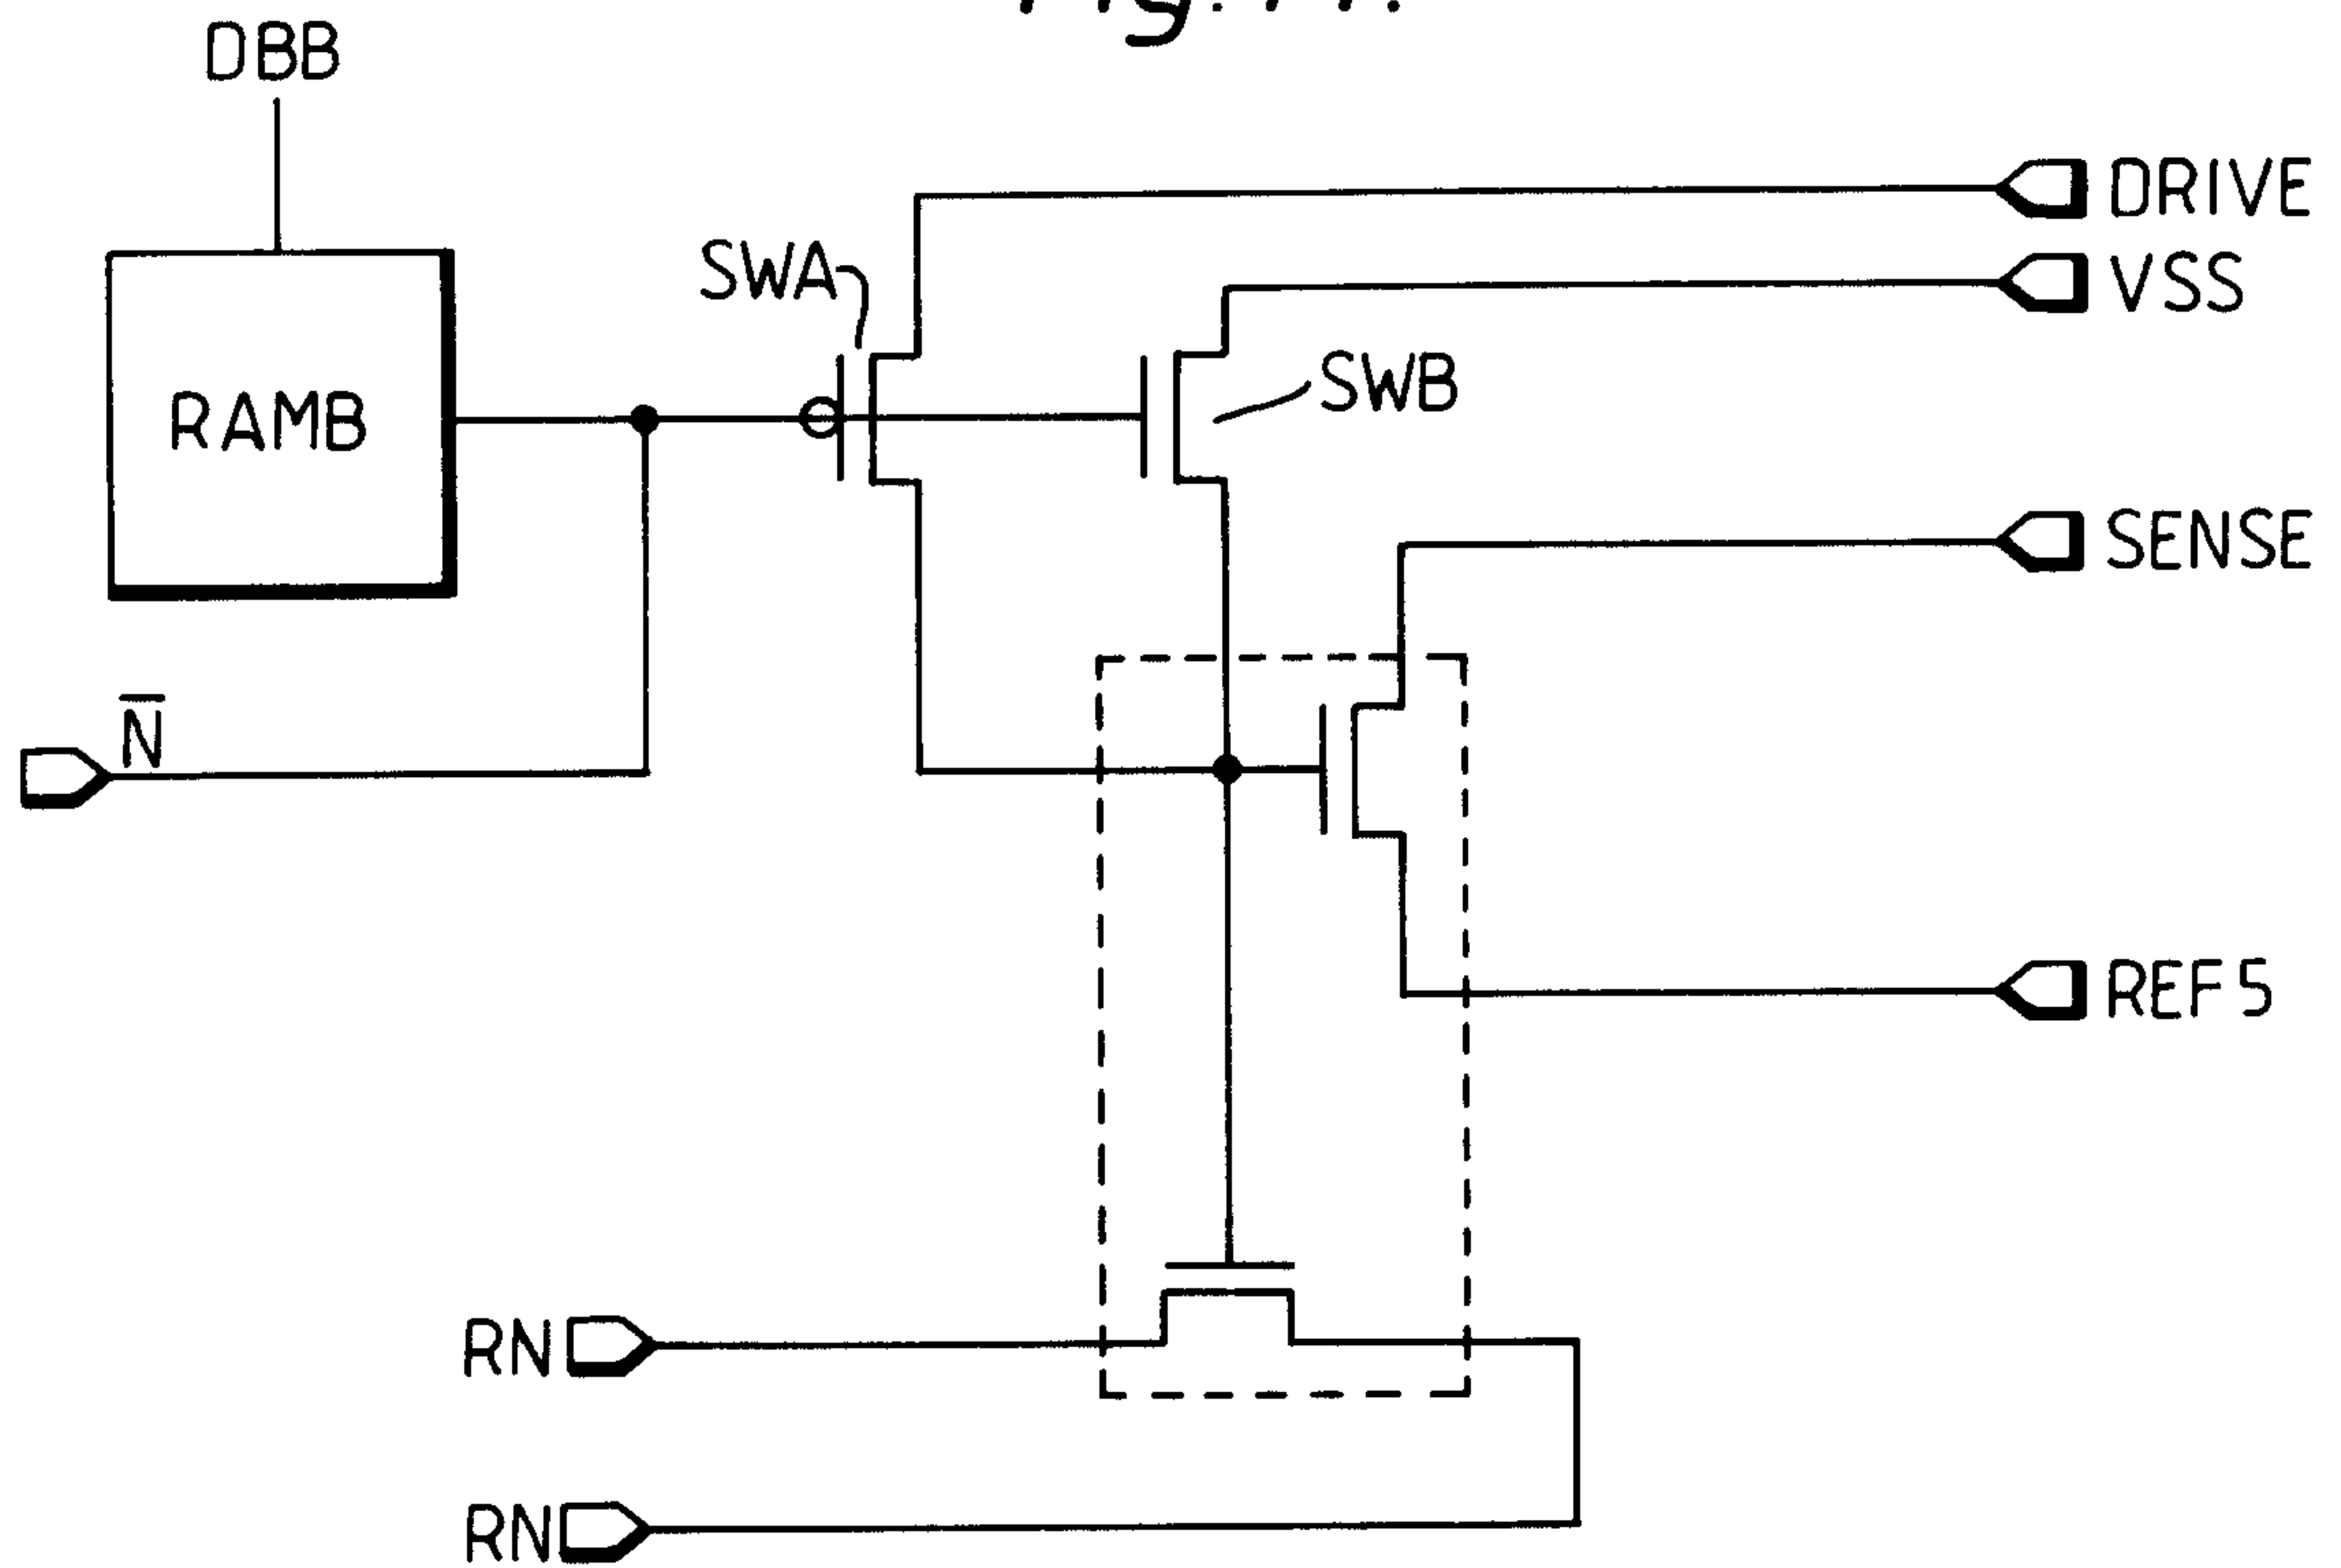 DBB
DRIVE
VSS
SWA
SWB
RAMB
SENSE
N̅
REF5
RN
RN